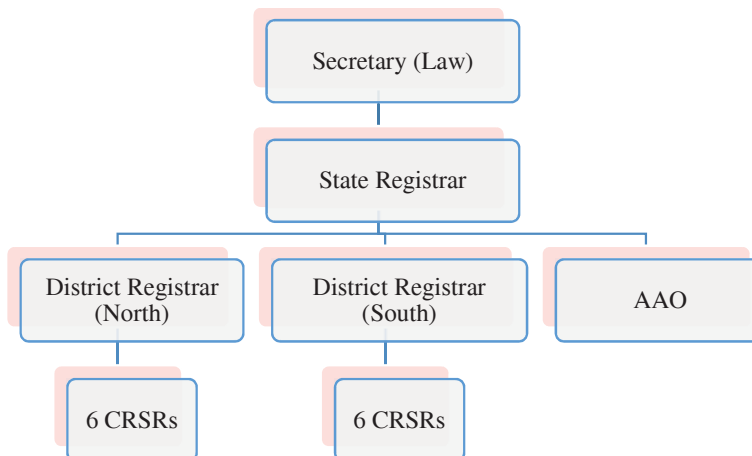 Secretary (Law)
State Registrar
District Registrar
(North)
District Registrar
(South)
AAO
6 CRSRs
6 CRSRs